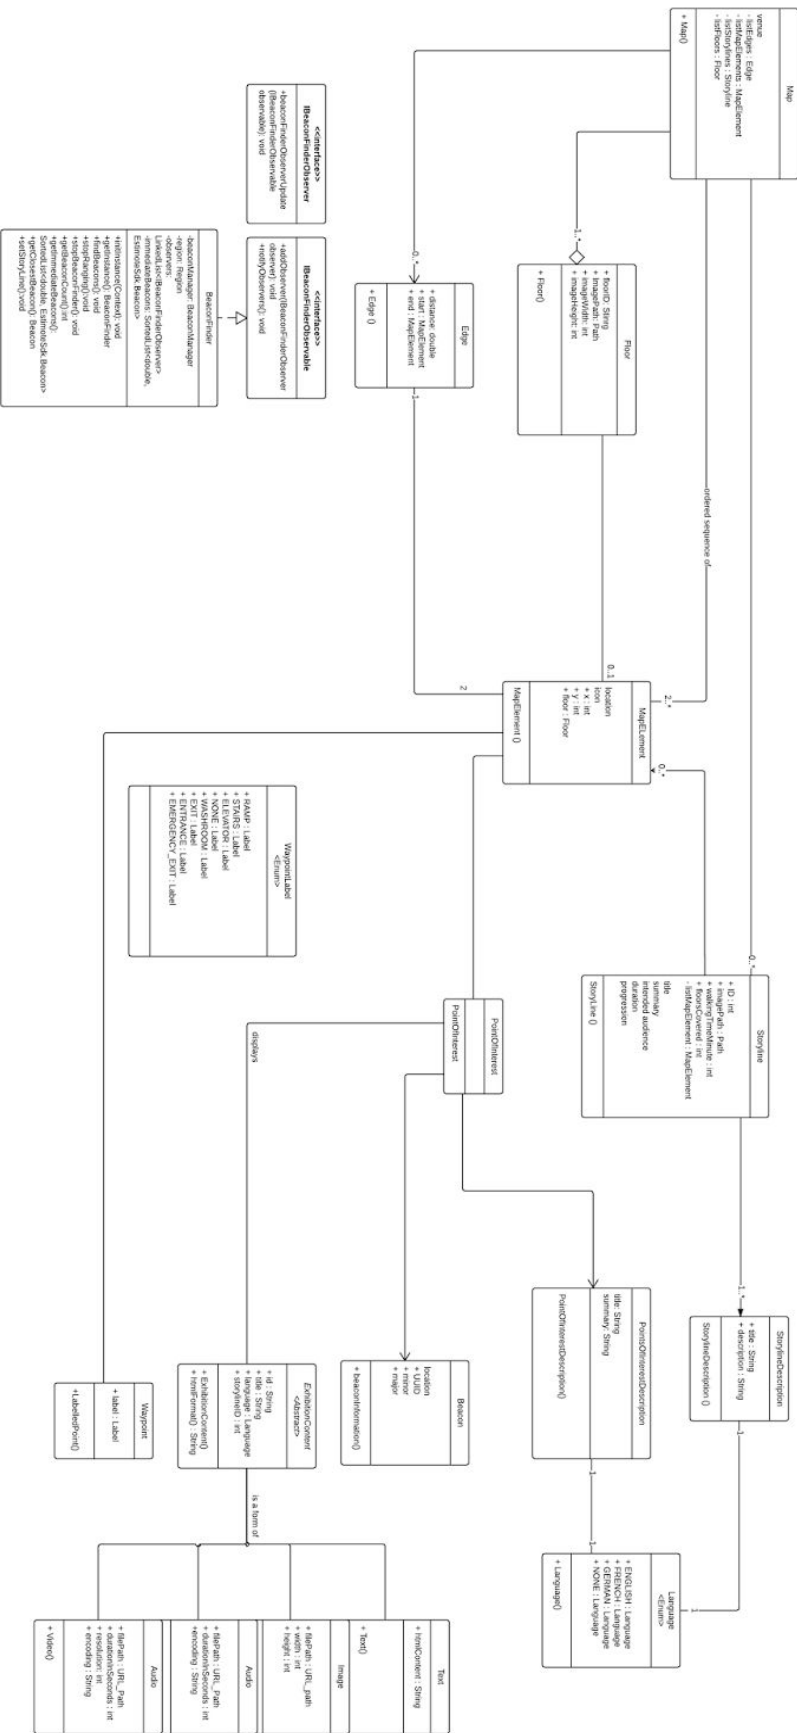 Map
venue
- listEdges : Edge
- listMapElements : MapElement
- listStorylines : Storyline
- listFloors : Floor
+ Map()
0..*
1..*
ordered sequence of
2..*
0..*
<<interface>>
IBeaconFinderObserver
+beaconFinderObserverUpdate
(IBeaconFinderObservable
observable): void
<<interface>>
IBeaconFinderObservable
+addObserver(IBeaconFinderObserver
observer): void
+notifyObservers(): void
BeaconFinder
-beaconManager: BeaconManager
-region: Region
-observers:
LinkedList<IBeaconFinderObserver>
-immediateBeacons: SortedList<double,
EstimoteSdk.Beacon>
+initInstance(Context): void
+getInstance(): BeaconFinder
+findBeacons(): void
+stopRanging():void
+stopBeaconFinder(): void
+getBeaconCount():int
+getImmediateBeacons():
SortedList<double, EstimoteSdk.Beacon>
+getClosestBeacon(): Beacon
+setStoryLine():void
Floor
+ floorID: String
+ ImagePath: Path
+ imageWidth: int
+ imageHeight: int
+ Floor()
Edge
+ distance: double
+ start : MapElement
+ end : MapElement
+ Edge ()
1
2
0..1
MapELement
location
icon
+ x : int
+ y : int
+ floor : Floor
MapElement ()
0..*
WaypointLabel
<Enum>
+ RAMP : Label
+ STAIRS : Label
+ ELEVATOR : Label
+ NONE : Label
+ WASHROOM : Label
+ EXIT : Label
+ ENTRANCE : Label
+ EMERGENCY_EXIT : Label
Storyline
+ ID : int
+ imagePath : Path
+ walkingTimeMinute : int
+ floorsCovered : int
- listMapElement : MapElement
title
summary
intended audience
duration
progression
StoryLine ()
PointOfInterest
PointOfInterest
displays
1..*
StorylineDescription
+ title : String
+ description : String
StorylineDescription ()
1
1
PointsOfInterestDescription
title: String
summary: String
PointOfInterestDescription()
1
1
Beacon
location
+ UUID
+ minor
+ major
+ beaconInformation()
ExhibitionContent
<Abstract>
+ id : String
+ title : String
+ language : Language
+ storylineID : int
+ ExhibitionContent()
+ htmlFormat() : String
is a form of
Waypoint
+ label : Label
+LabelledPoint()
Language
<Enum>
+ ENGLISH : Language
+ FRENCH : Language
+ GERMAN : Language
+ NONE : Language
+ Language()
Text
+ htmlContent : String
+ Text()
Image
+ filePath : URL_path
+ width : int
+ height : int
Audio
+ filePath : URL_Path
+ durationInSeconds : int
+encoding : String
Audio
+ filePath : URL_Path
+ durationInSeconds : int
+ resolution: int
+ encoding : String
+ Video()